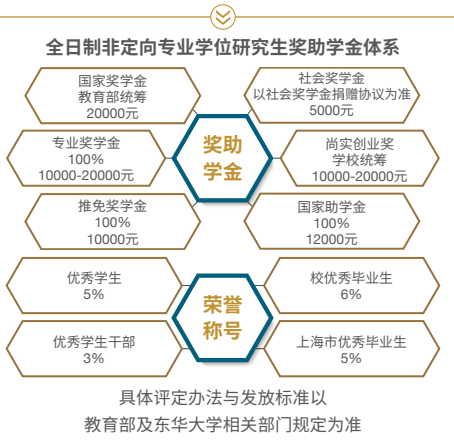 全日制非定向专业学位研究生奖助学金体系
国家奖学金
教育部统筹
20000元
社会奖学金
以社会奖学金捐赠协议为准
5000元
专业奖学金
100%
10000-20000元
奖助
学金
尚实创业奖
学校统筹
10000-20000元
推免奖学金
100%
10000元
国家助学金
100%
12000元
优秀学生
5%
荣誉
称号
校优秀毕业生
6%
优秀学生干部
3%
上海市优秀毕业生
5%
具体评定办法与发放标准以
教育部及东华大学相关部门规定为准